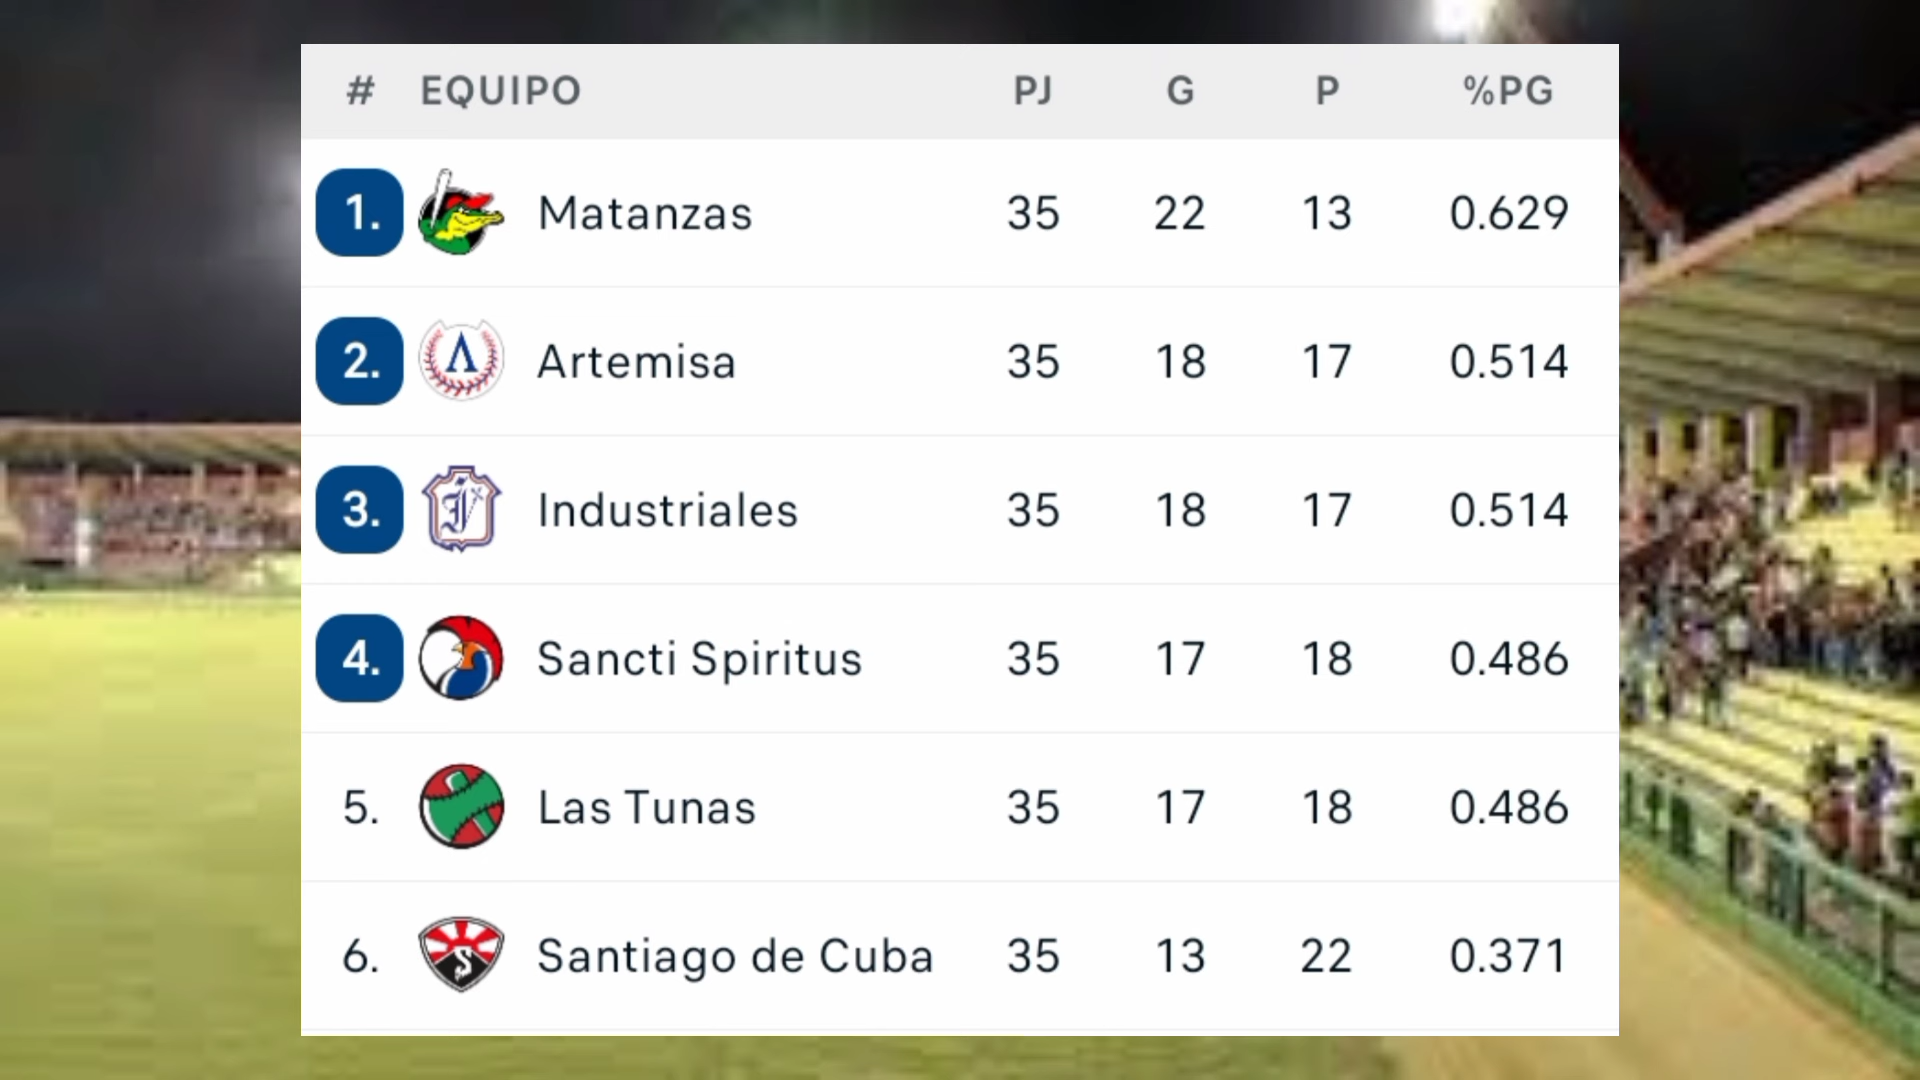 # EQUIPO PJ G P %PG
1. Matanzas 35 22 13 0.629
2. Artemisa 35 18 17 0.514
3. Industriales 35 18 17 0.514
4. Sancti Spiritus 35 17 18 0.486
5. Las Tunas 35 17 18 0.486
6. Santiago de Cuba 35 13 22 0.371